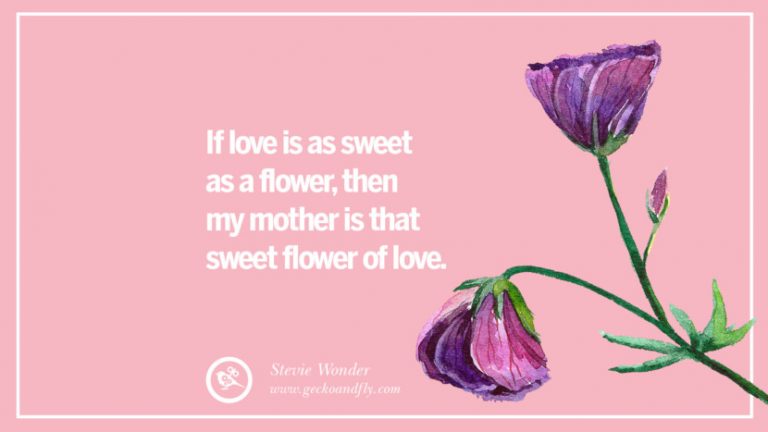 If love is as sweet
as a flower, then
my mother is that
sweet flower of love.
Stevie Wonder
www.geckoandfly.com